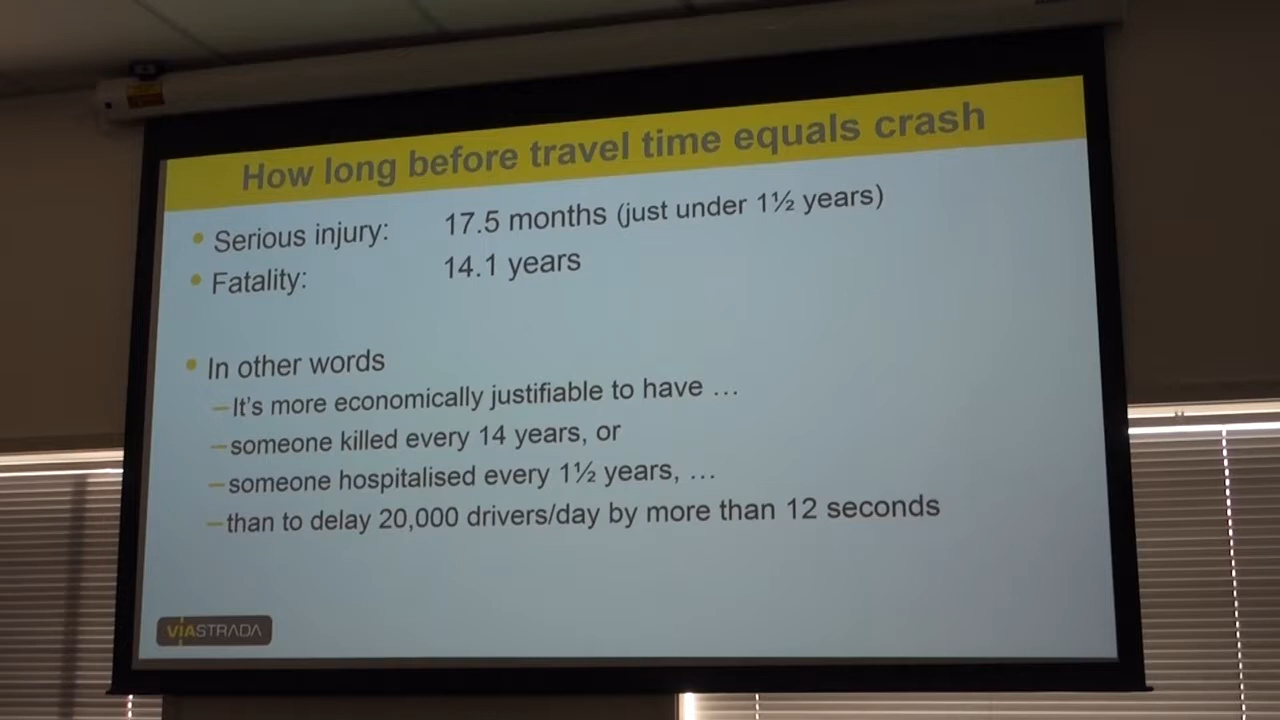 How long before travel time equals crash
• Serious injury: 17.5 months (just under 1½ years)
• Fatality: 14.1 years
• In other words
–It's more economically justifiable to have …
–someone killed every 14 years, or
–someone hospitalised every 1½ years, …
–than to delay 20,000 drivers/day by more than 12 seconds
VIASTRADA